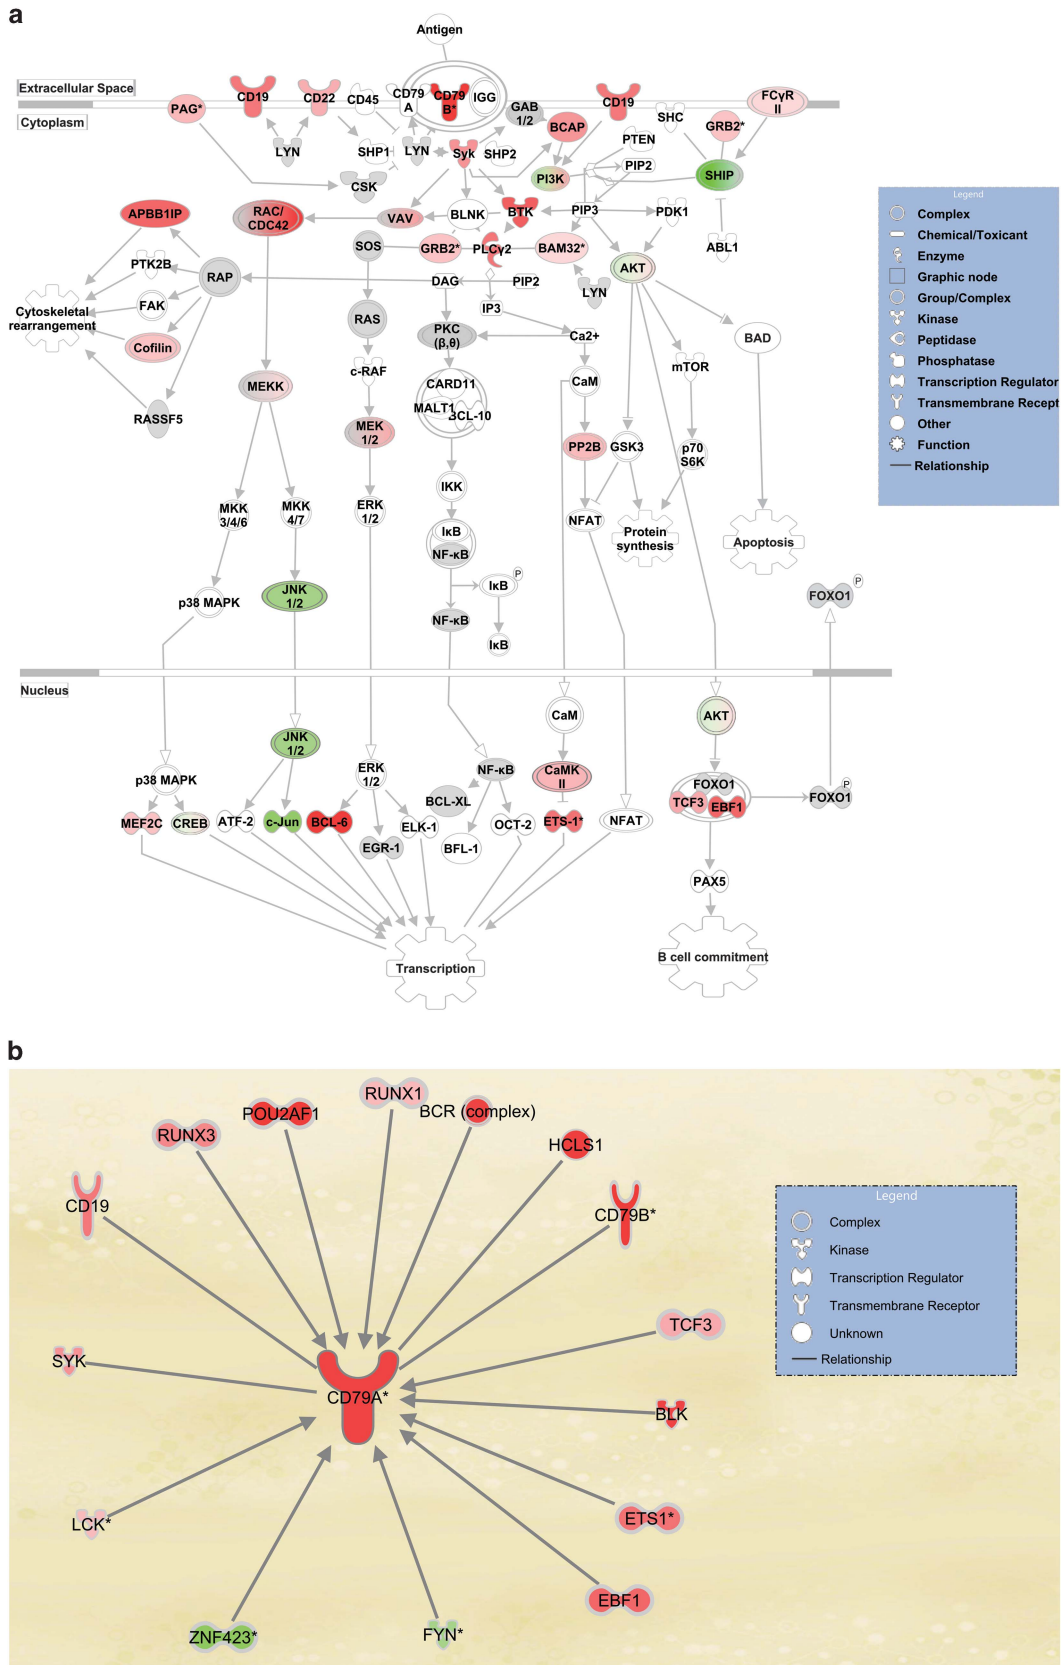 a
Antigen
Extracellular Space
Cytoplasm
PAG*
CD19
CD22
CD45
CD79
A
CD79
B*
IGG
GAB
1/2
BCAP
CD19
SHC
PTEN
GRB2*
FCγR
II
LYN
SHP1
LYN
Syk
SHP2
PIP2
CSK
PI3K
SHIP
APBB1IP
RAC/
CDC42
VAV
BLNK
BTK
PIP3
PDK1
ABL1
SOS
GRB2*
PLCγ2
BAM32*
PTK2B
RAP
DAG
PIP2
LYN
AKT
Cytoskeletal
rearrangement
FAK
IP3
RAS
PKC
(β,θ)
Ca2+
BAD
Cofilin
c-RAF
CaM
mTOR
MEKK
CARD11
MALT1
BCL-10
RASSF5
MEK
1/2
PP2B
GSK3
p70
S6K
IKK
MKK
3/4/6
MKK
4/7
ERK
1/2
NFAT
Protein
synthesis
Apoptosis
IκB
NF-κB
p38 MAPK
JNK
1/2
IκB
P
NF-κB
IκB
FOXO1
P
Nucleus
CaM
AKT
JNK
1/2
p38 MAPK
ERK
1/2
NF-κB
CaMK
II
FOXO1
TCF3
EBF1
FOXO1
P
BCL-XL
MEF2C
CREB
ATF-2
c-Jun
BCL-6
ELK-1
OCT-2
ETS-1*
NFAT
EGR-1
BFL-1
PAX5
Transcription
B cell commitment
Legend
Complex
Chemical/Toxicant
Enzyme
Graphic node
Group/Complex
Kinase
Peptidase
Phosphatase
Transcription Regulator
Transmembrane Recept
Other
Function
Relationship
b
RUNX1
POU2AF1
BCR (complex)
RUNX3
HCLS1
CD19
CD79B*
TCF3
SYK
CD79A*
BLK
LCK*
ETS1*
EBF1
ZNF423*
FYN*
Legend
Complex
Kinase
Transcription Regulator
Transmembrane Receptor
Unknown
Relationship